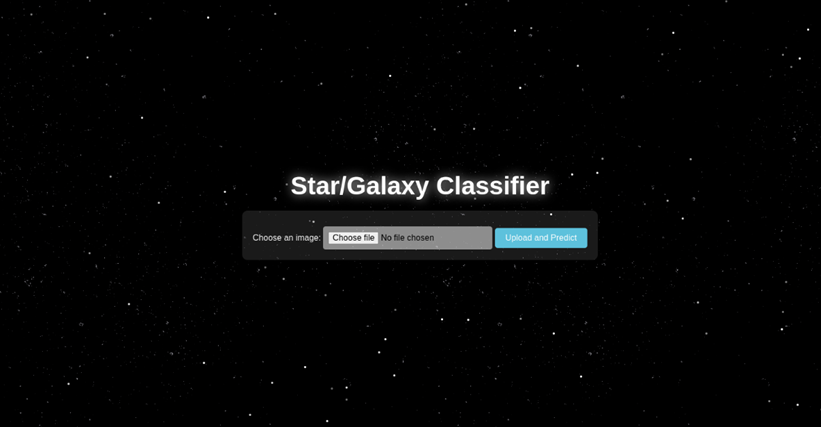 Star/Galaxy Classifier
Choose an image: Choose file No file chosen Upload and Predict